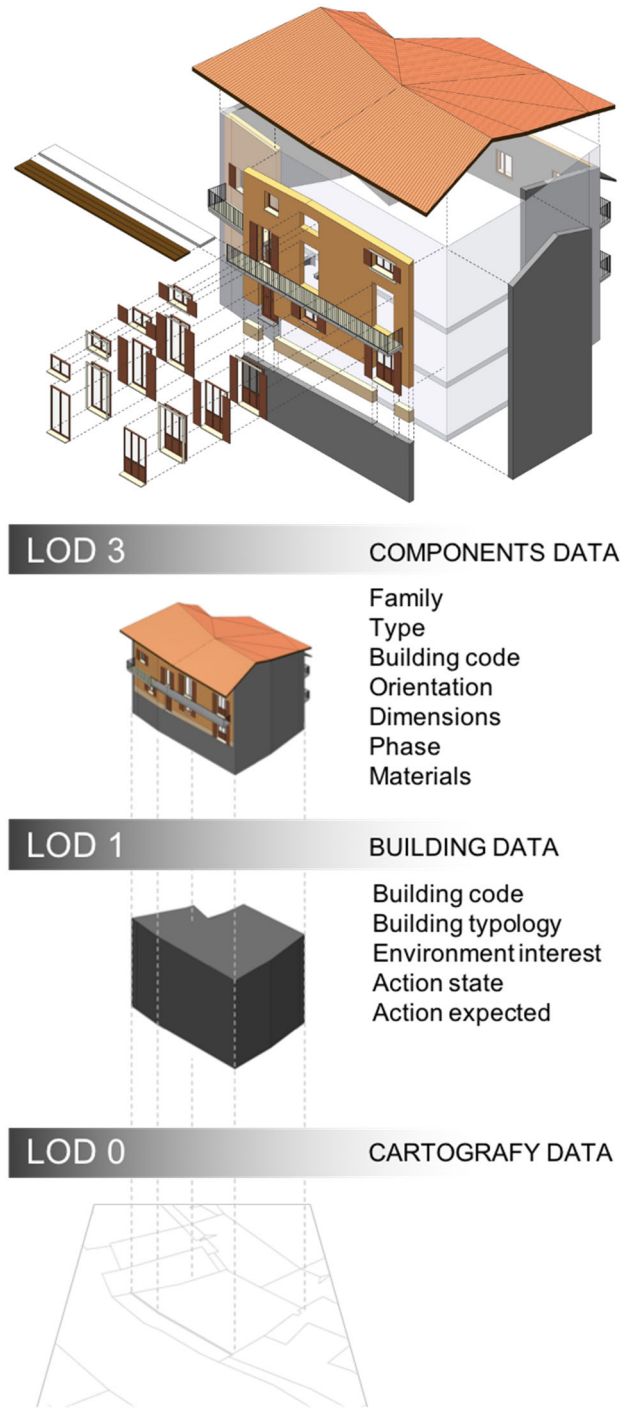 LOD 3
COMPONENTS DATA
Family
Type
Building code
Orientation
Dimensions
Phase
Materials
LOD 1
BUILDING DATA
Building code
Building typology
Environment interest
Action state
Action expected
LOD 0
CARTOGRAFY DATA